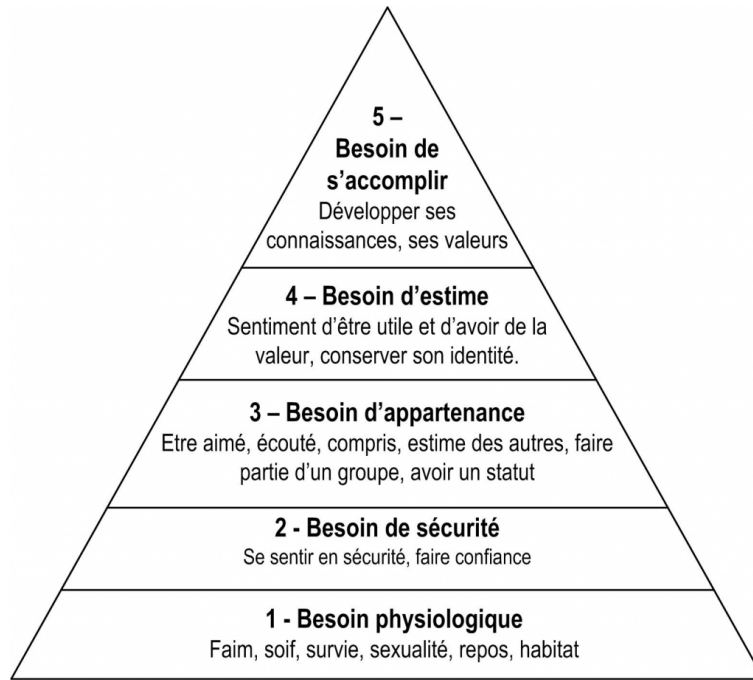 5 –
Besoin de
s’accomplir
Développer ses
connaissances, ses valeurs
4 – Besoin d’estime
Sentiment d’être utile et d’avoir de la
valeur, conserver son identité.
3 – Besoin d’appartenance
Etre aimé, écouté, compris, estime des autres, faire
partie d’un groupe, avoir un statut
2 - Besoin de sécurité
Se sentir en sécurité, faire confiance
1 - Besoin physiologique
Faim, soif, survie, sexualité, repos, habitat